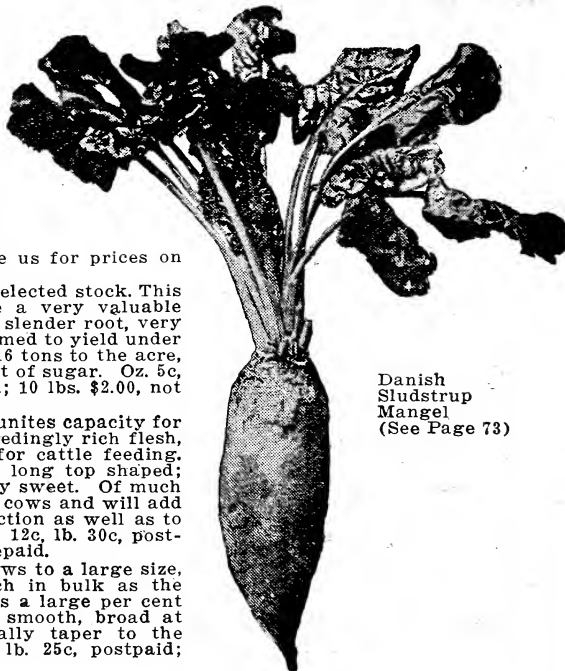 e us for prices on
elected stock. This
e a very valuable
slender root, very
med to yield under
16 tons to the acre,
t of sugar. Oz. 5c,
; 10 lbs. $2.00, not
unites capacity for
eedingly rich flesh,
for cattle feeding.
long top shaped;
y sweet. Of much
cows and will add
ction as well as to
12c, lb. 30c, post-
epaid.
ws to a large size,
ch in bulk as the
s a large per cent
smooth, broad at
ally taper to the
lb. 25c, postpaid;
Danish
Sludstrup
Mangel
(See Page 73)